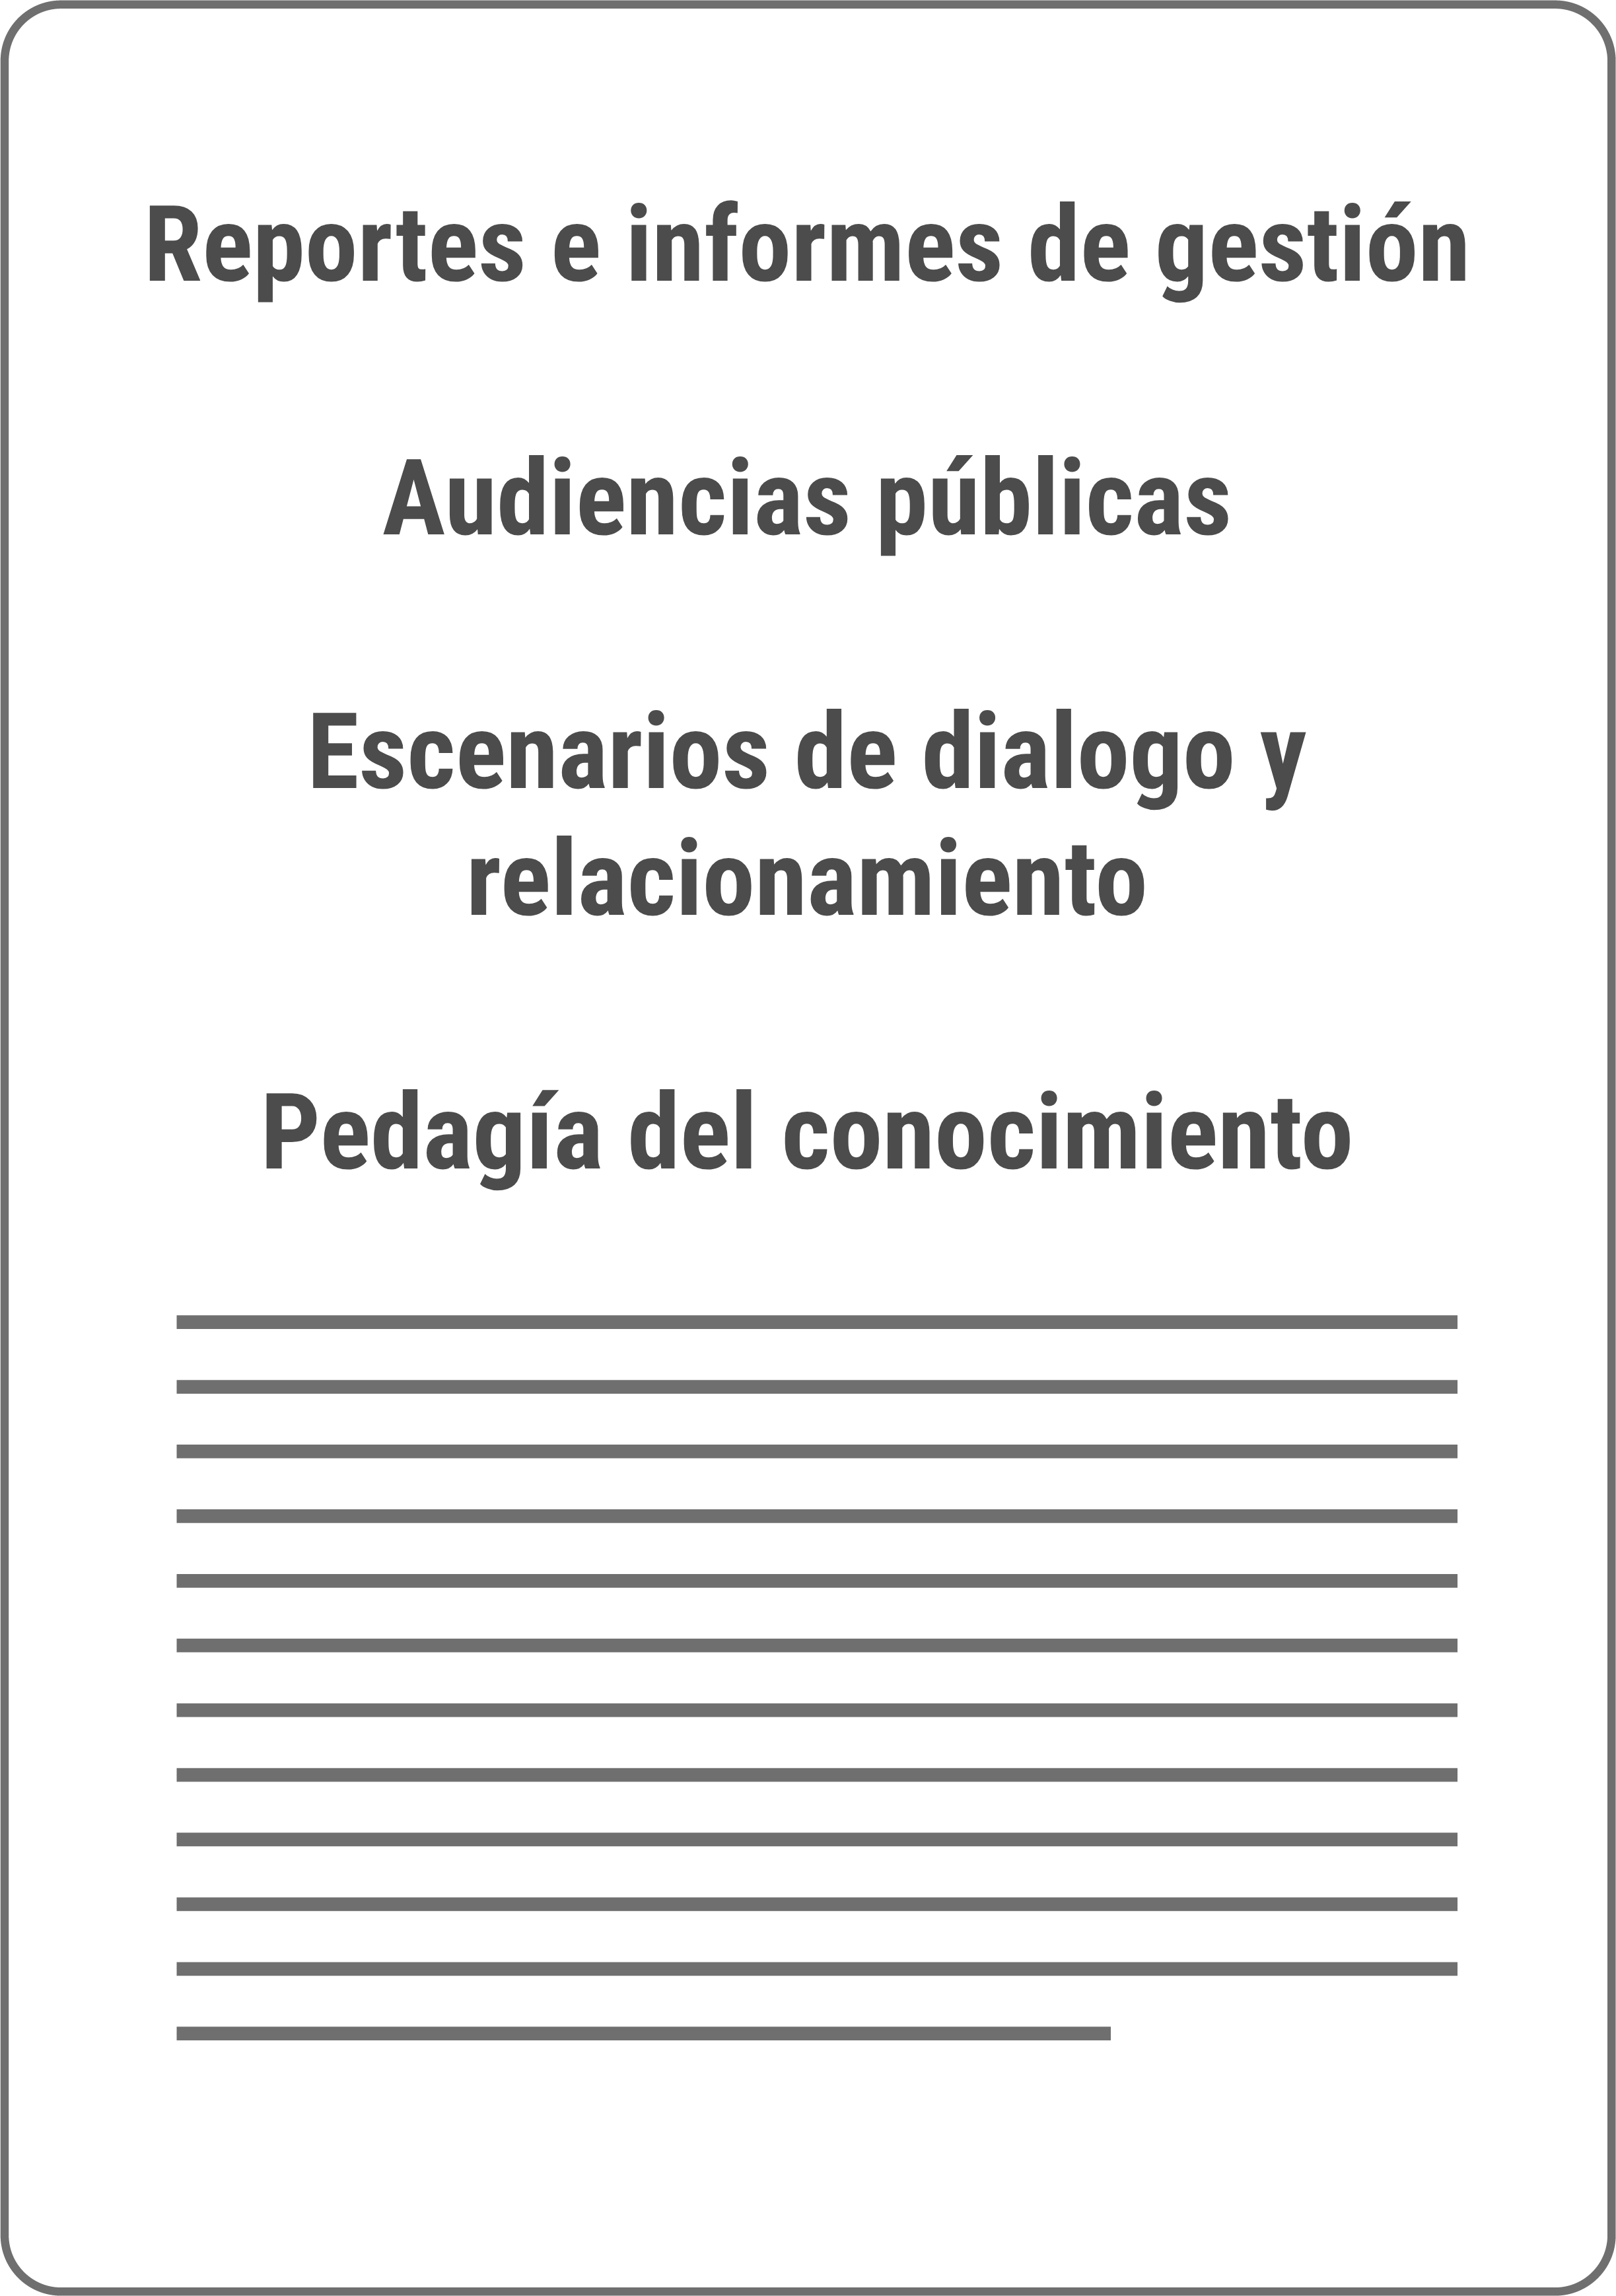 Reportes e informes de gestión
Audiencias públicas
Escenarios de dialogo y
relacionamiento
Pedagía del conocimiento